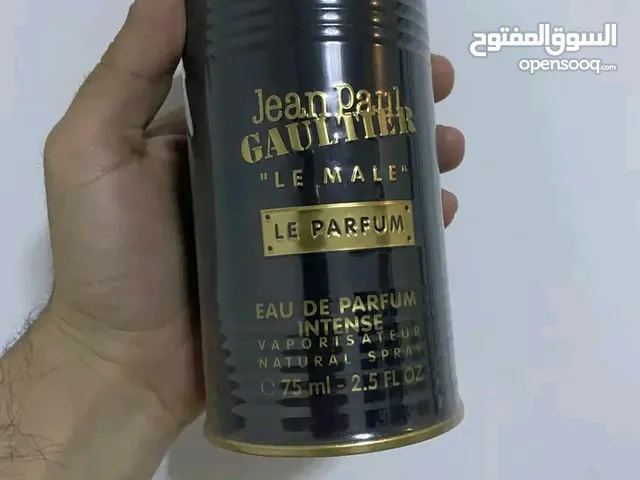 السوق المفتوح
opensooq.com
Jean Paul
GAULTIER
"LE MALE"
LE PARFUM
EAU DE PARFUM
INTENSE
VAPORISATEUR
NATURAL SPRAY
℮ 75 ml - 2.5 FL OZ